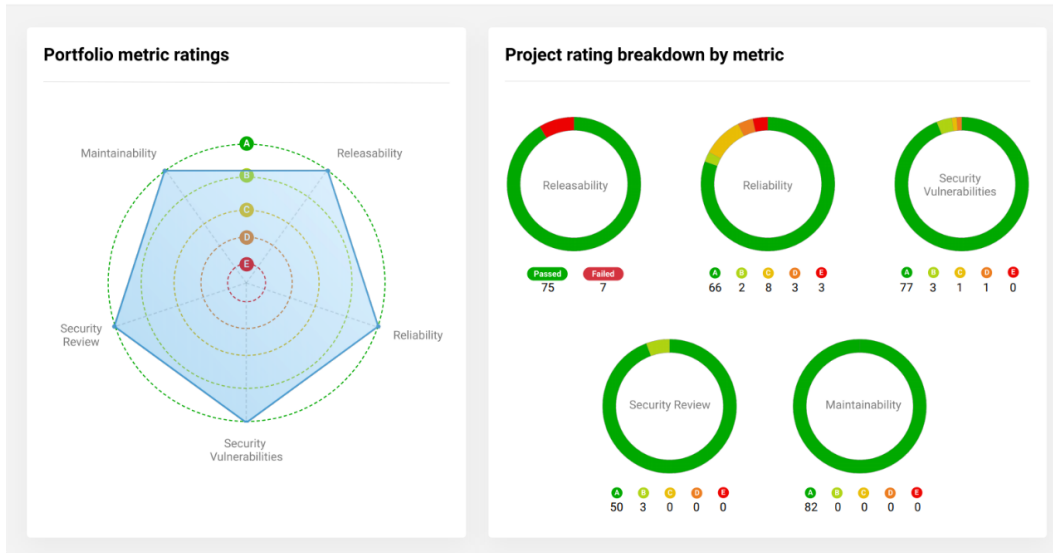 Portfolio metric ratings
A
Maintainability
Releasability
B
C
D
E
Security
Review
Reliability
Security
Vulnerabilities
Project rating breakdown by metric
Releasability
Passed Failed
75 7
Reliability
A B C D E
66 2 8 3 3
Security
Vulnerabilities
A B C D E
77 3 1 1 0
Security Review
A B C D E
50 3 0 0 0
Maintainability
A B C D E
82 0 0 0 0